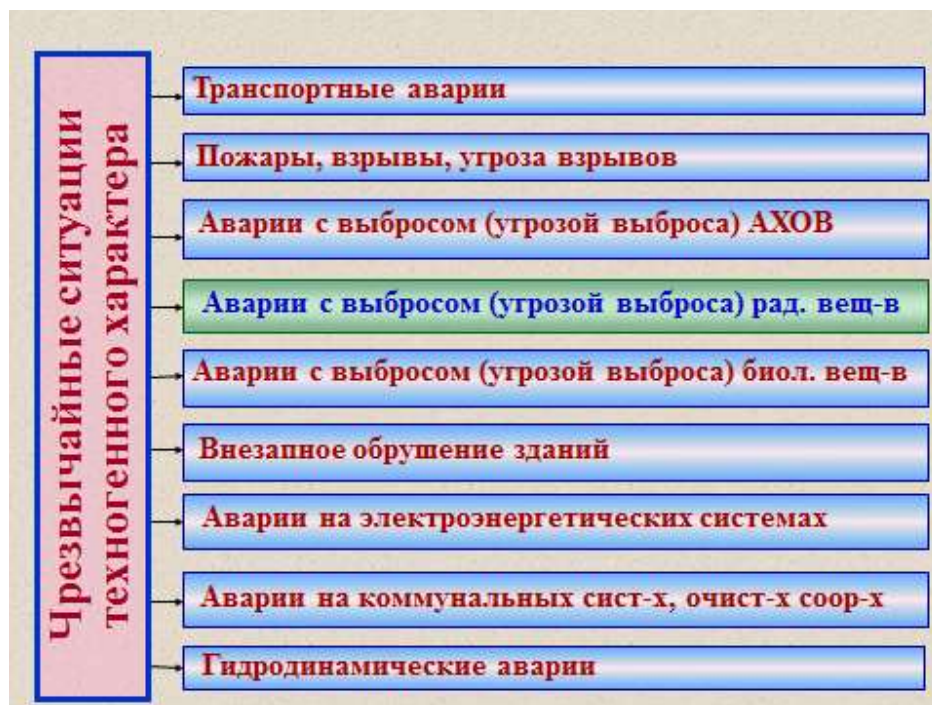 Чрезвычайные ситуации
техногенного характера
Транспортные аварии
Пожары, взрывы, угроза взрывов
Аварии с выбросом (угрозой выброса) АХОВ
Аварии с выбросом (угрозой выброса) рад. вещ-в
Аварии с выбросом (угрозой выброса) биол. вещ-в
Внезапное обрушение зданий
Аварии на электроэнергетических системах
Аварии на коммунальных сист-х, очист-х соор-х
Гидродинамические аварии